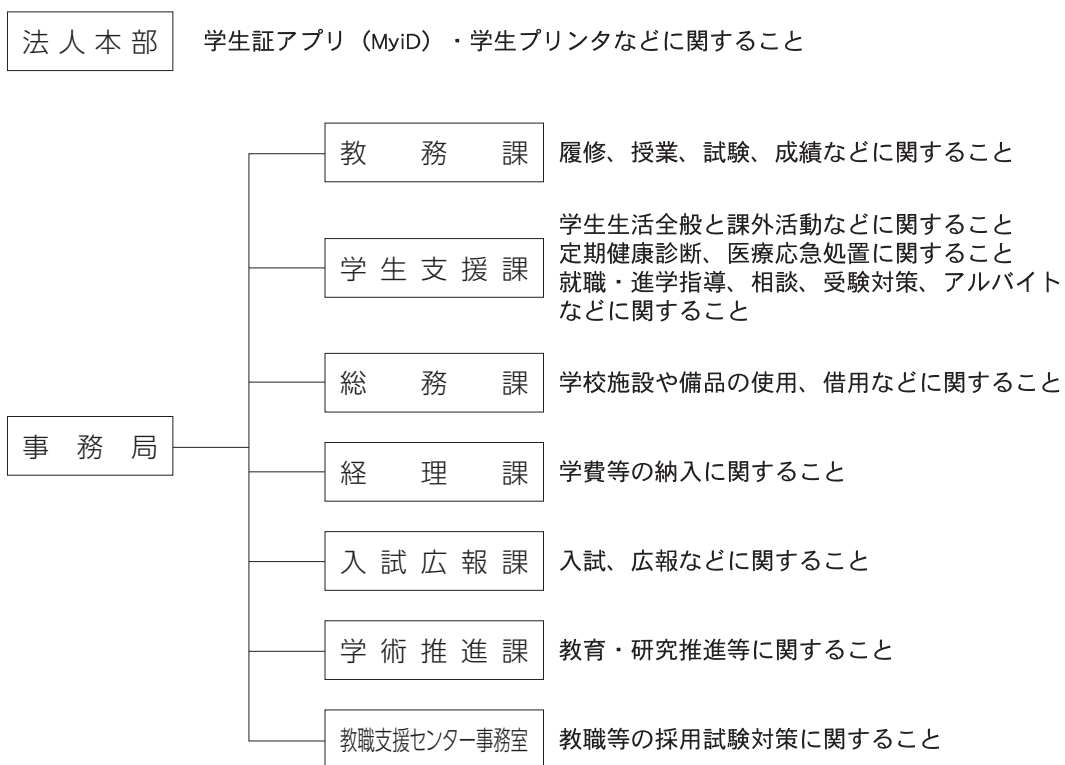 法人本部 学生証アプリ（MyiD）・学生プリンタなどに関すること
教務課 履修、授業、試験、成績などに関すること
学生生活全般と課外活動などに関すること
定期健康診断、医療応急処置に関すること
学生支援課
就職・進学指導、相談、受験対策、アルバイト
などに関すること
総務課 学校施設や備品の使用、借用などに関すること
事務局
経理課 学費等の納入に関すること
入試広報課 入試、広報などに関すること
学術推進課 教育・研究推進等に関すること
教職支援センター事務室 教職等の採用試験対策に関すること